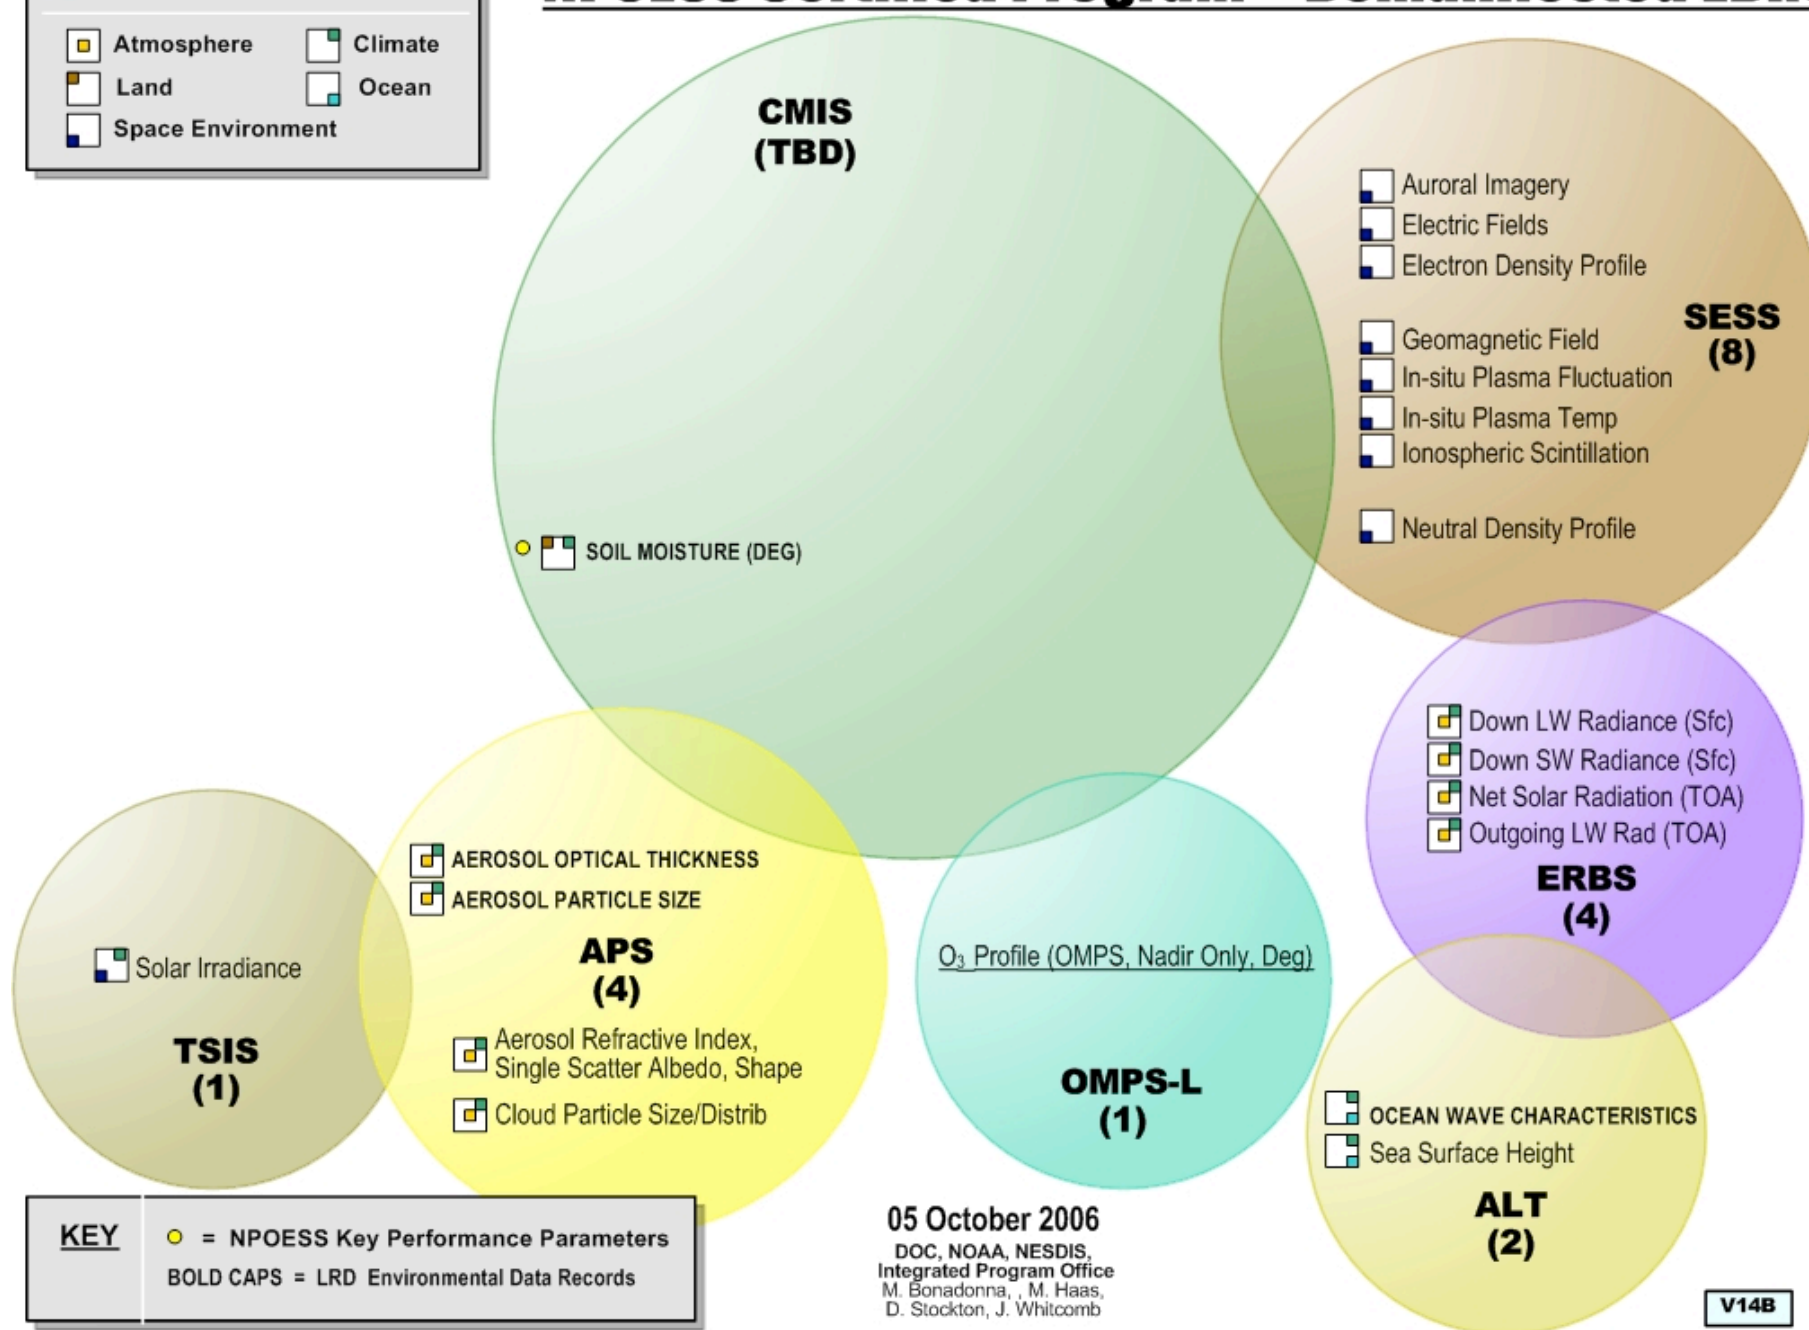 Atmosphere
Climate
Land
Ocean
Space Environment
CMIS
(TBD)
Auroral Imagery
Electric Fields
Electron Density Profile
SESS
(8)
Geomagnetic Field
In-situ Plasma Fluctuation
In-situ Plasma Temp
Ionospheric Scintillation
Neutral Density Profile
SOIL MOISTURE (DEG)
Down LW Radiance (Sfc)
Down SW Radiance (Sfc)
Net Solar Radiation (TOA)
Outgoing LW Rad (TOA)
ERBS
(4)
AEROSOL OPTICAL THICKNESS
AEROSOL PARTICLE SIZE
APS
(4)
Aerosol Refractive Index,
Single Scatter Albedo, Shape
Cloud Particle Size/Distrib
Solar Irradiance
TSIS
(1)
O₃ Profile (OMPS, Nadir Only, Deg)
OMPS-L
(1)
OCEAN WAVE CHARACTERISTICS
Sea Surface Height
ALT
(2)
KEY
= NPOESS Key Performance Parameters
BOLD CAPS = LRD Environmental Data Records
05 October 2006
DOC, NOAA, NESDIS,
Integrated Program Office
M. Bonadonna, , M. Haas,
D. Stockton, J. Whitcomb
V14B